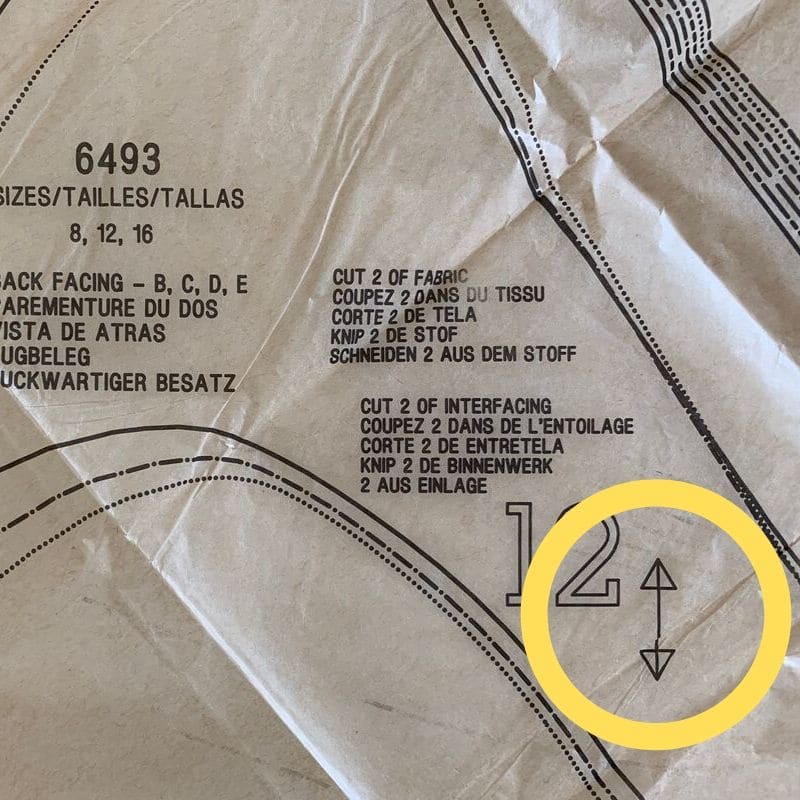 6493
SIZES/TAILLES/TALLAS
8, 12, 16
BACK FACING – B, C, D, E
PAREMENTURE DU DOS
VISTA DE ATRAS
UGBELEG
UCKWARTIGER BESATZ
CUT 2 OF FABRIC
COUPEZ 2 DANS DU TISSU
CORTE 2 DE TELA
KNIP 2 DE STOF
SCHNEIDEN 2 AUS DEM STOFF
CUT 2 OF INTERFACING
COUPEZ 2 DANS DE L'ENTOILAGE
CORTE 2 DE ENTRETELA
KNIP 2 DE BINNENWERK
2 AUS EINLAGE
12